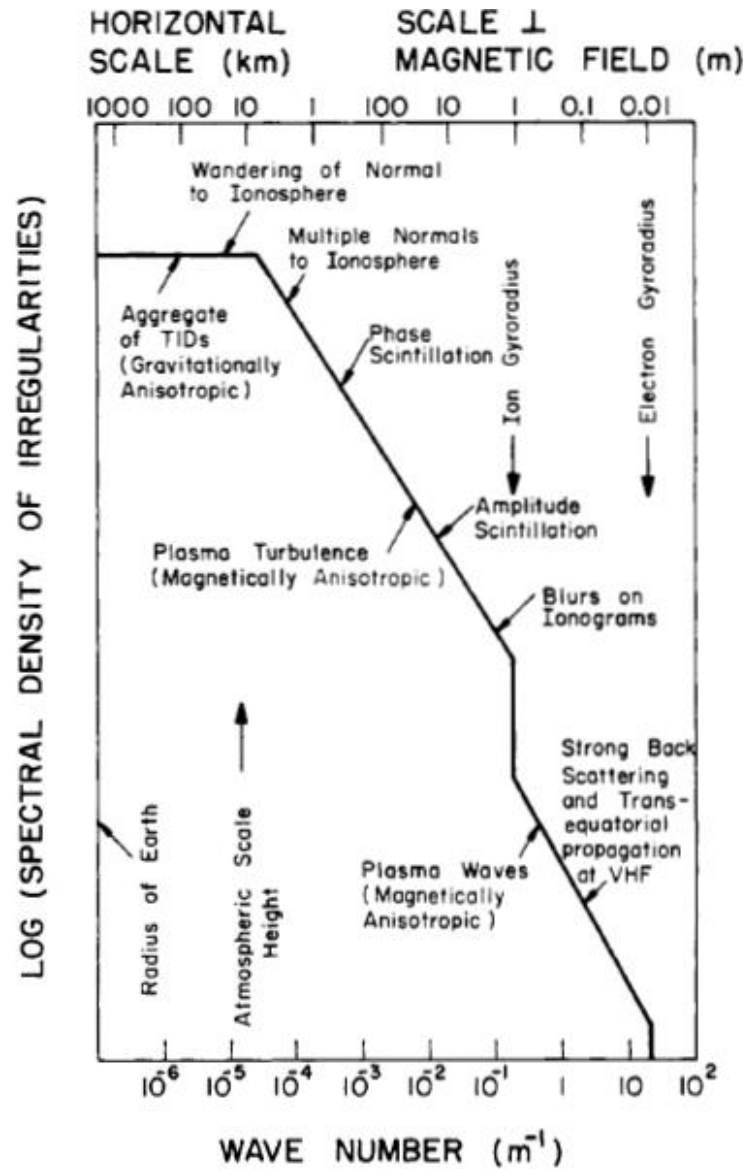 HORIZONTAL
SCALE (km)
SCALE ⊥
MAGNETIC FIELD (m)
1000 100 10 1 100 10 1 0.1 0.01
Wandering of Normal
to Ionosphere
Multiple Normals
to Ionosphere
Aggregate
of TIDs
(Gravitationally
Anisotropic)
Phase
Scintillation
Ion Gyroradius
Electron Gyroradius
Amplitude
Scintillation
Plasma Turbulence
(Magnetically Anisotropic)
Blurs on
Ionograms
Strong Back
Scattering
and Trans-
equatorial
propagation
at VHF
Plasma Waves
(Magnetically
Anisotropic)
Radius of Earth
Atmospheric Scale
Height
LOG (SPECTRAL DENSITY OF IRREGULARITIES)
10⁻⁶ 10⁻⁵ 10⁻⁴ 10⁻³ 10⁻² 10⁻¹ 1 10 10²
WAVE NUMBER (m⁻¹)